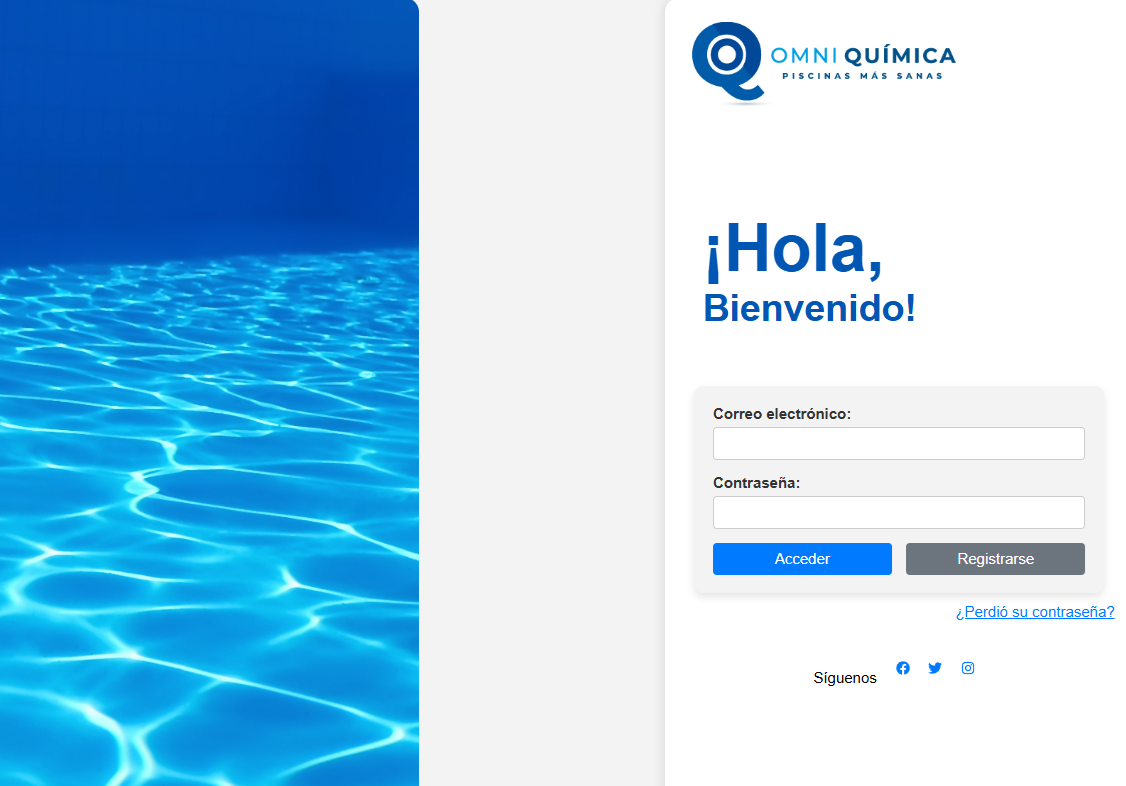 OMNI QUÍMICA
PISCINAS MÁS SANAS
¡Hola,
Bienvenido!
Correo electrónico:
Contraseña:
Acceder Registrarse
¿Perdió su contraseña?
Síguenos